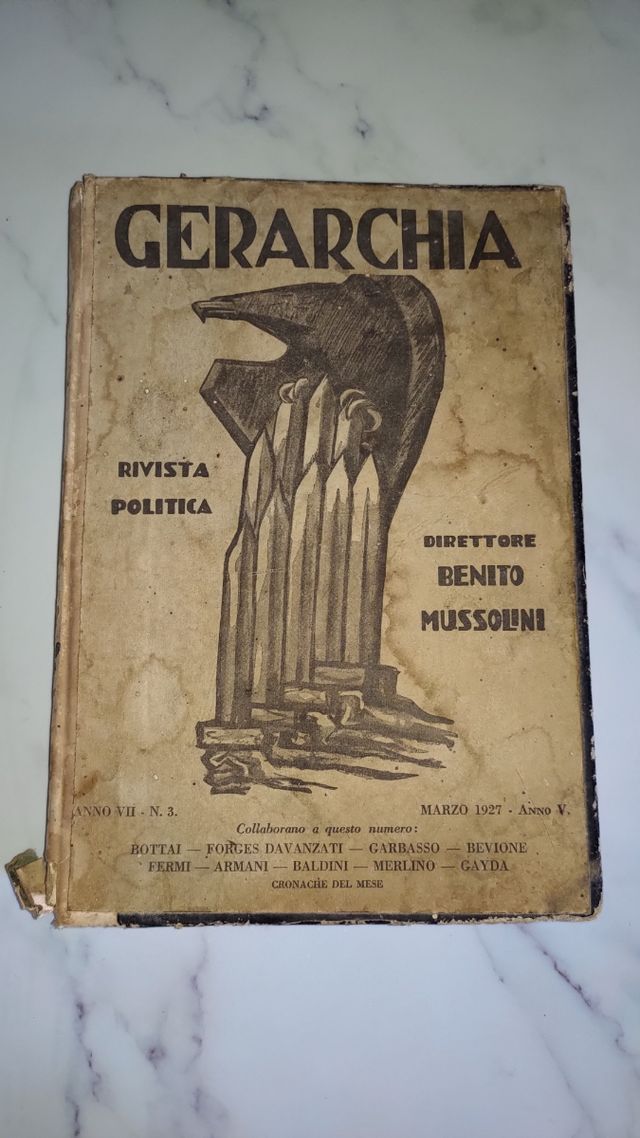 GERARCHIA
RIVISTA
POLITICA
DIRETTORE
BENITO
MUSSOLINI
ANNO VII - N. 3.
MARZO 1927 - Anno V.
Collaborano a questo numero:
BOTTAI — FORGES DAVANZATI — GARBASSO — BEVIONE
FERMI — ARMANI — BALDINI — MERLINO — GAYDA
CRONACHE DEL MESE